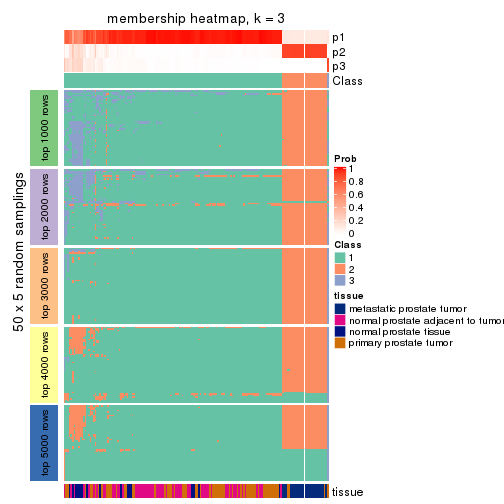 membership heatmap, k = 3
p1
p2
p3
Class
50 x 5 random samplings
top 1000 rows
top 2000 rows
top 3000 rows
top 4000 rows
top 5000 rows
tissue
Prob
1
0.8
0.6
0.4
0.2
0
Class
1
2
3
tissue
metastatic prostate tumor
normal prostate adjacent to tumor
normal prostate tissue
primary prostate tumor